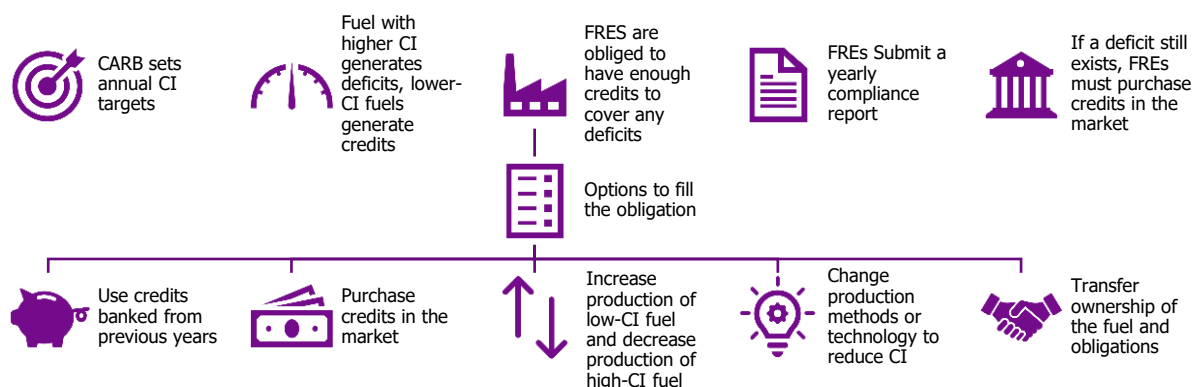 CARB sets
annual CI
targets
Fuel with
higher CI
generates
deficits, lower-
CI fuels
generate
credits
FRES are
obliged to
have enough
credits to
cover any
deficits
FREs Submit a
yearly
compliance
report
If a deficit still
exists, FREs
must purchase
credits in the
market
Options to fill
the obligation
Use credits
banked from
previous years
Purchase
credits in the
market
Increase
production of
low-CI fuel
and decrease
production of
high-CI fuel
Change
production
methods or
technology to
reduce CI
Transfer
ownership of
the fuel and
obligations